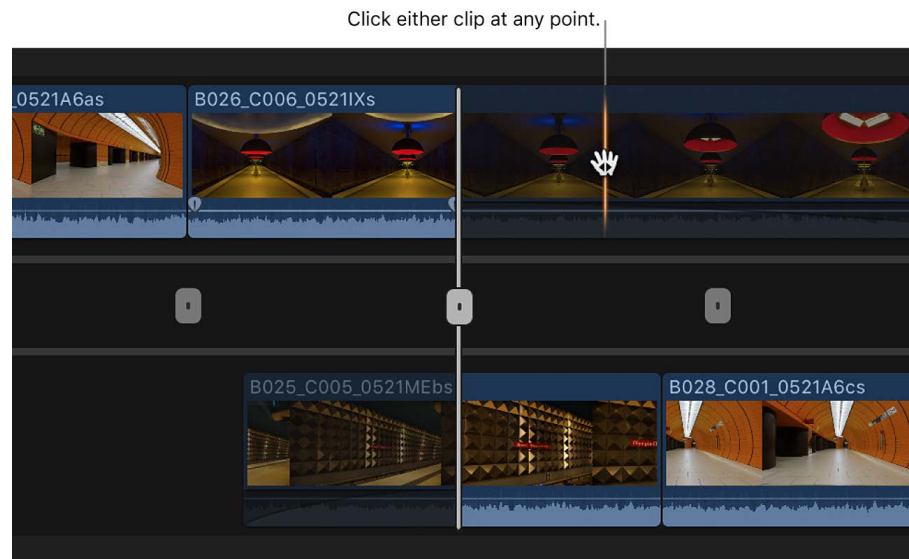 Click either clip at any point.
_0521A6as
B026_C006_0521IXs
B025_C005_0521MEbs
B028_C001_0521A6cs